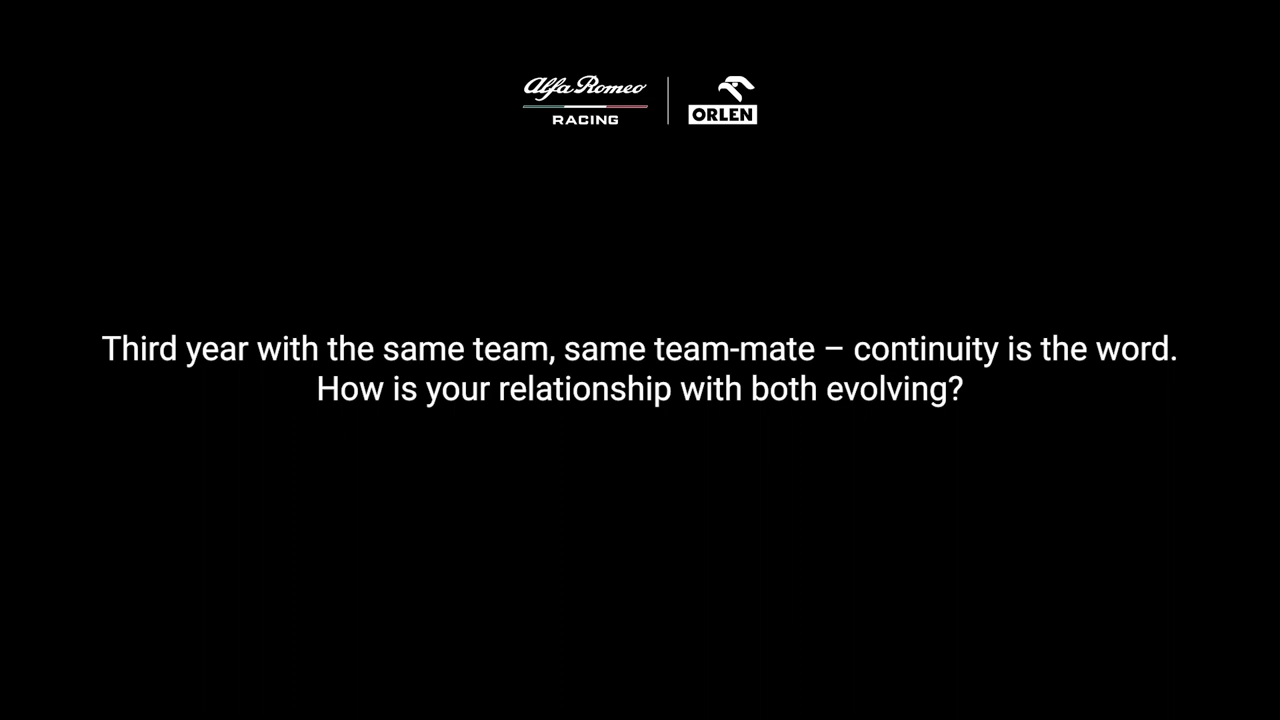 Alfa Romeo
RACING
ORLEN
Third year with the same team, same team-mate – continuity is the word.
How is your relationship with both evolving?